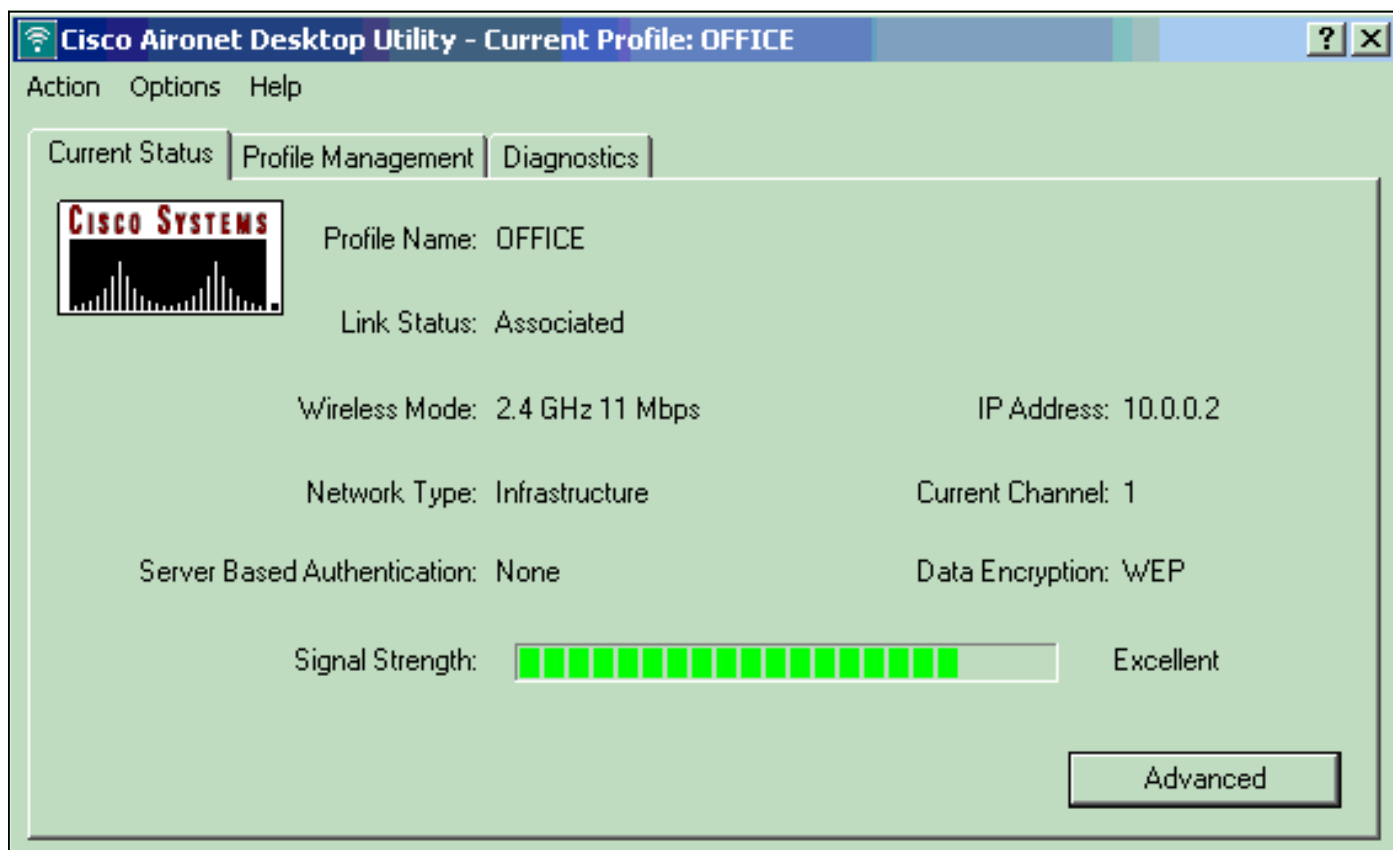 Cisco Aironet Desktop Utility - Current Profile: OFFICE ? X
Action Options Help
Current Status Profile Management Diagnostics
CISCO SYSTEMS
Profile Name: OFFICE
Link Status: Associated
Wireless Mode: 2.4 GHz 11 Mbps IP Address: 10.0.0.2
Network Type: Infrastructure Current Channel: 1
Server Based Authentication: None Data Encryption: WEP
Signal Strength: Excellent
Advanced